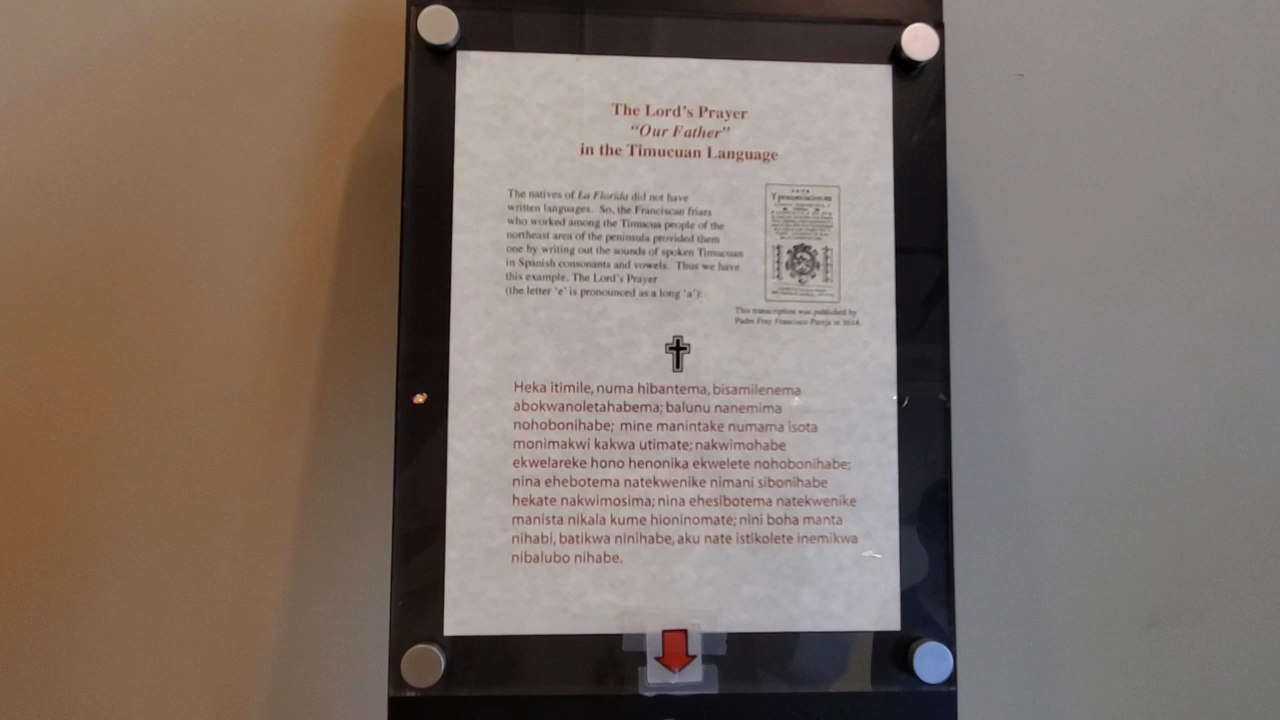 The Lord's Prayer
“Our Father”
in the Timucuan Language
The natives of La Florida did not have
written languages. So, the Franciscan friars
who worked among the Timucua people of the
northeast area of the peninsula provided them
one by writing out the sounds of spoken Timucuan
in Spanish consonants and vowels. Thus we have
this example, The Lord's Prayer
(the letter ‘e’ is pronounced as a long ‘a’):
This transcription was published by
Padre Fray Francisco Pareja in 1614.
Heka itimile, numa hibantema, bisamilenema
abokwanoletahabema; balunu nanemima
nohobonihabe; mine manintake numama isota
monimakwi kakwa utimate; nakwimohabe
ekwelareke hono henonika ekwelete nohobonihabe;
nina ehebotema natekwenike nimani sibonihabe
hekate nakwimosima; nina ehesibotema natekwenike
manista nikala kume hioninomate; nini boha manta
nihabi, batikwa ninihabe, aku nate istikolete inemikwa
nibalubo nihabe.